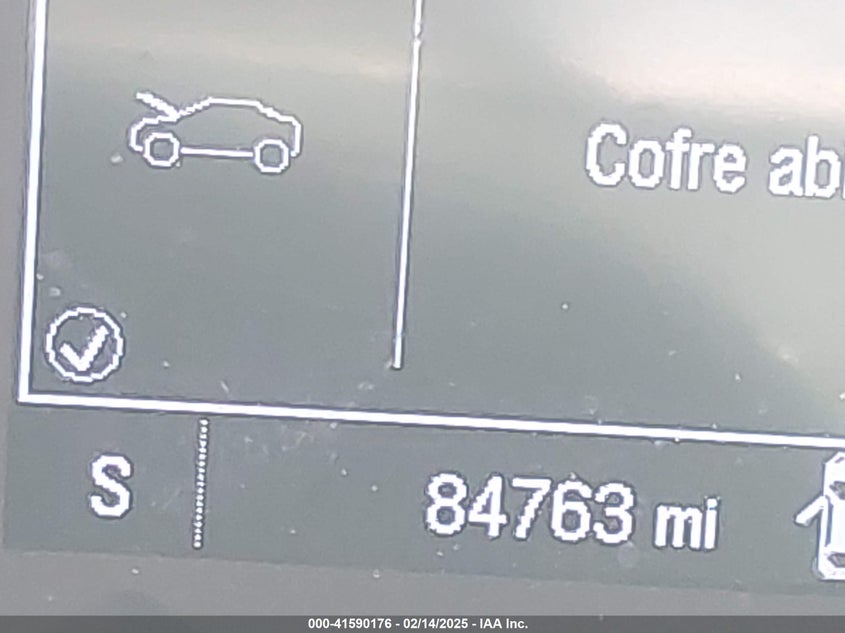 Cofre ab
S
84763 mi
000-41590176 - 02/14/2025 - IAA Inc.